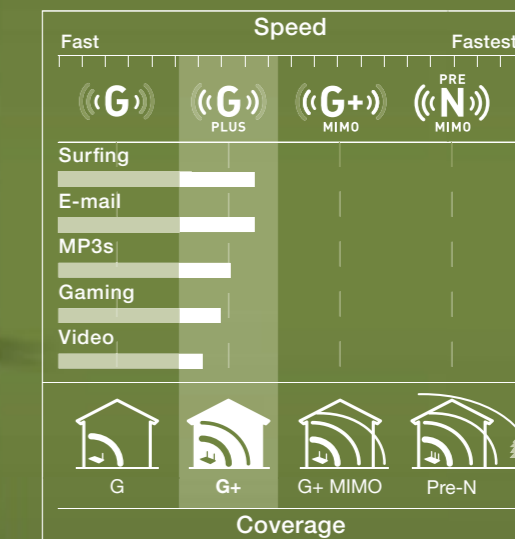 Speed
Fast Fastest
G G G+ PRE N
PLUS MIMO MIMO
Surfing
E-mail
MP3s
Gaming
Video
G G+ G+ MIMO Pre-N
Coverage